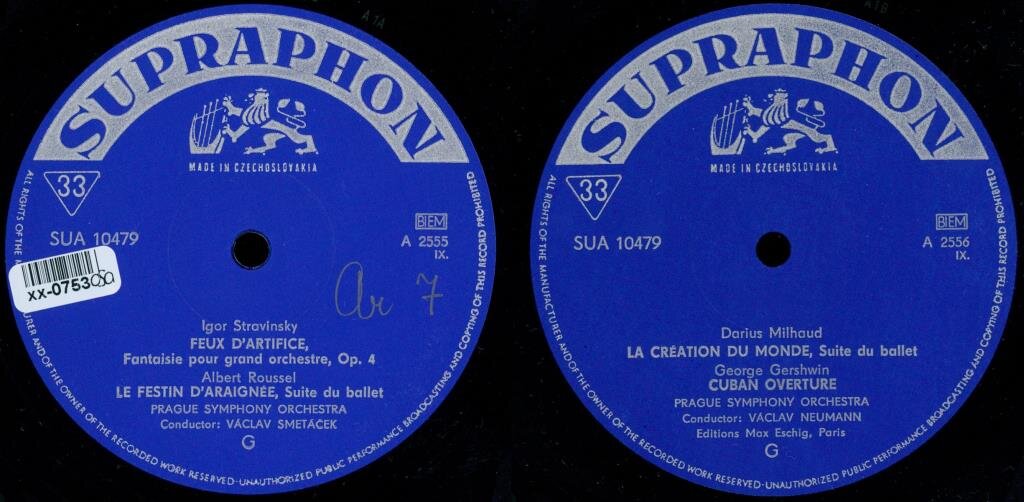 A 1A
SUPRAPHON
MADE IN CZECHOSLOVAKIA
33
BIEM
SUA 10479
A 2555
IX.
xx-0753
Ar 7
Igor Stravinsky
FEUX D'ARTIFICE,
Fantaisie pour grand orchestre, Op. 4
Albert Roussel
LE FESTIN D'ARAIGNÉE, Suite du ballet
PRAGUE SYMPHONY ORCHESTRA
Conductor: VÁCLAV SMETÁČEK
G
ALL RIGHTS OF THE MANUFACTURER AND OF THE OWNER OF THE RECORDED WORK RESERVED-UNAUTHORIZED PUBLIC PERFORMANCE BROADCASTING AND COPYING OF THIS RECORD PROHIBITED
A1B
SUPRAPHON
MADE IN CZECHOSLOVAKIA
33
BIEM
SUA 10479
A 2556
IX.
Darius Milhaud
LA CRÉATION DU MONDE, Suite du ballet
George Gershwin
CUBAN OVERTURE
PRAGUE SYMPHONY ORCHESTRA
Conductor: VÁCLAV NEUMANN
Editions Max Eschig, Paris
G
ALL RIGHTS OF THE MANUFACTURER AND OF THE OWNER OF THE RECORDED WORK RESERVED-UNAUTHORIZED PUBLIC PERFORMANCE BROADCASTING AND COPYING OF THIS RECORD PROHIBITED